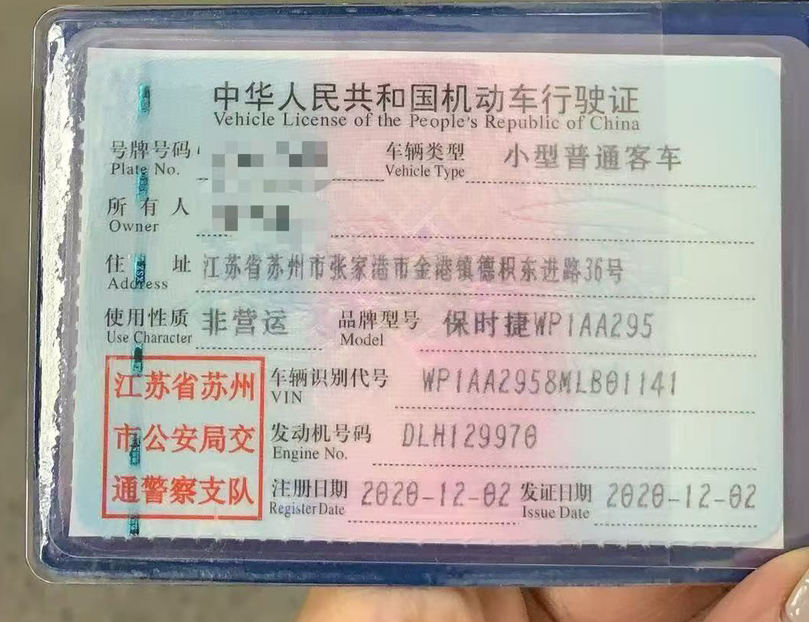 中华人民共和国机动车行驶证
Vehicle License of the People's Republic of China
号牌号码 车辆类型 小型普通客车
Plate No. Vehicle Type
所有人
Owner
住址 江苏省苏州市张家港市金港镇德积东进路36号
Address
使用性质 非营运 品牌型号 保时捷WP1AA295
Use Character Model
江苏省苏州
市公安局交
通警察支队
车辆识别代号 WP1AA2958MLB01141
VIN
发动机号码 DLH129970
Engine No.
注册日期 2020-12-02 发证日期 2020-12-02
Register Date Issue Date